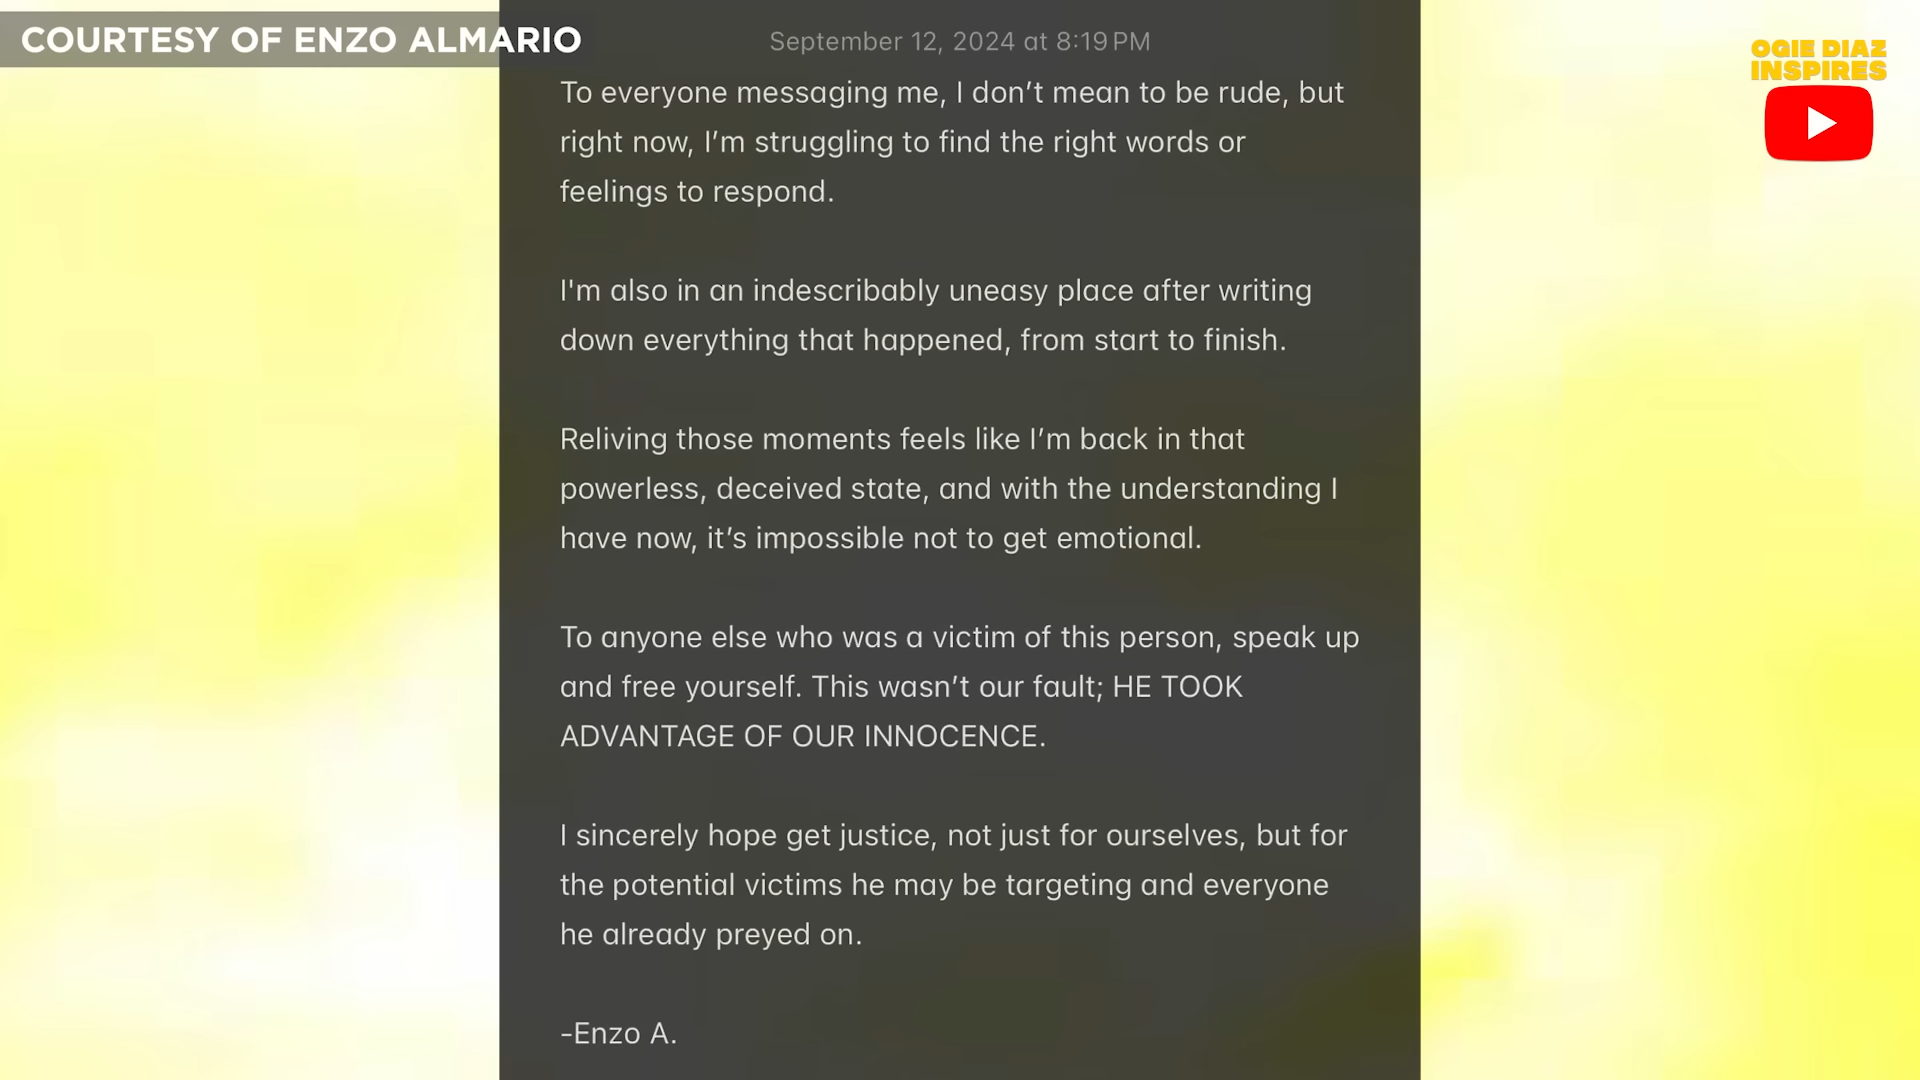 COURTESY OF ENZO ALMARIO
September 12, 2024 at 8:19 PM
OGIE DIAZ
INSPIRES
To everyone messaging me, I don’t mean to be rude, but
right now, I’m struggling to find the right words or
feelings to respond.
I'm also in an indescribably uneasy place after writing
down everything that happened, from start to finish.
Reliving those moments feels like I’m back in that
powerless, deceived state, and with the understanding I
have now, it’s impossible not to get emotional.
To anyone else who was a victim of this person, speak up
and free yourself. This wasn’t our fault; HE TOOK
ADVANTAGE OF OUR INNOCENCE.
I sincerely hope get justice, not just for ourselves, but for
the potential victims he may be targeting and everyone
he already preyed on.
-Enzo A.